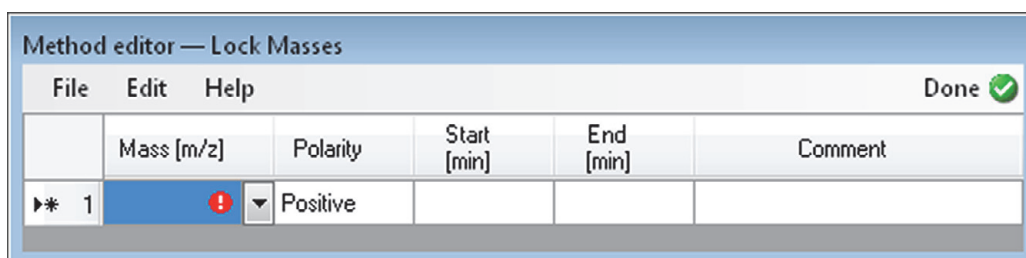 Method editor — Lock Masses
File Edit Help Done
Mass [m/z] Polarity Start [min] End [min] Comment
1 Positive